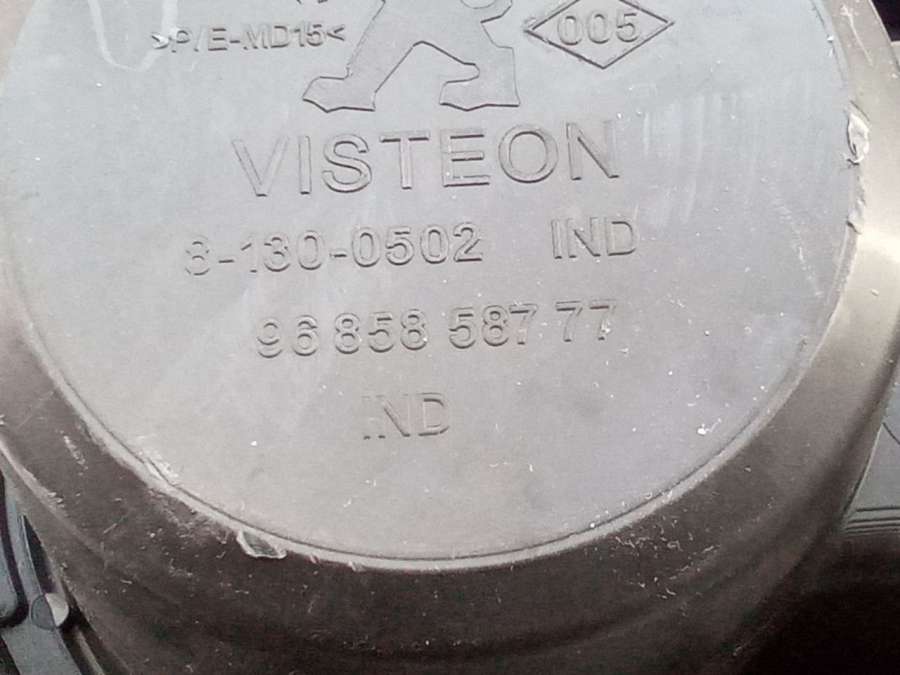 >P/E-MD15< 005
VISTEON
8-130-0502 IND
96 858 587 77
IND